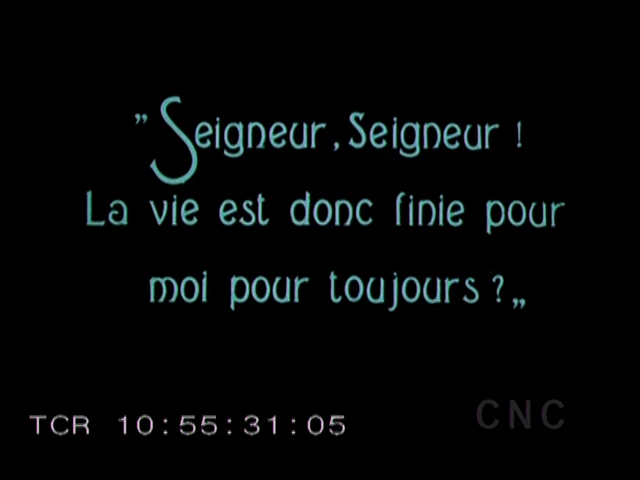 ”Seigneur, Seigneur !
La vie est donc finie pour
moi pour toujours ?„
TCR 10:55:31:05
CNC